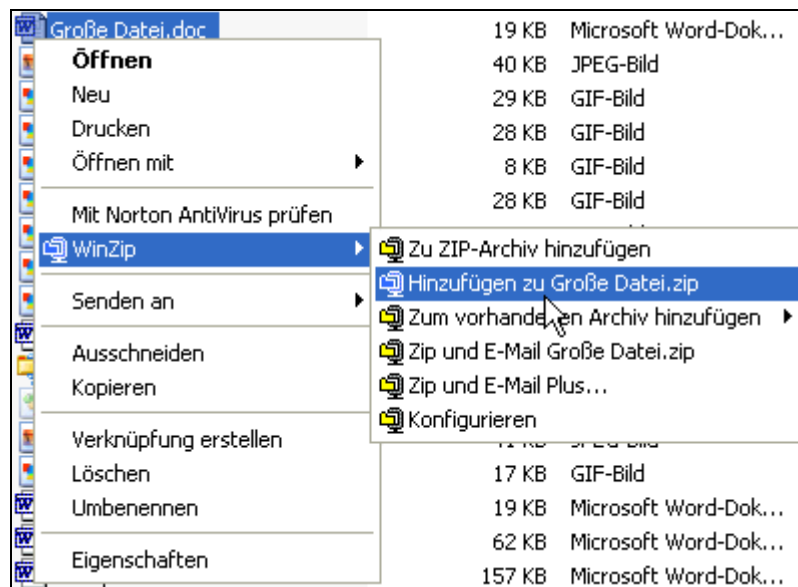 Große Datei.doc 19 KB Microsoft Word-Dok...
Öffnen 40 KB JPEG-Bild
Neu 29 KB GIF-Bild
Drucken 28 KB GIF-Bild
Öffnen mit 8 KB GIF-Bild
28 KB GIF-Bild
Mit Norton AntiVirus prüfen
WinZip
Zu ZIP-Archiv hinzufügen
Hinzufügen zu Große Datei.zip
Senden an
Zum vorhandenen Archiv hinzufügen
Zip und E-Mail Große Datei.zip
Ausschneiden
Zip und E-Mail Plus...
Kopieren
Konfigurieren
Verknüpfung erstellen
Löschen 17 KB GIF-Bild
Umbenennen 19 KB Microsoft Word-Dok...
62 KB Microsoft Word-Dok...
Eigenschaften
157 KB Microsoft Word-Dok...